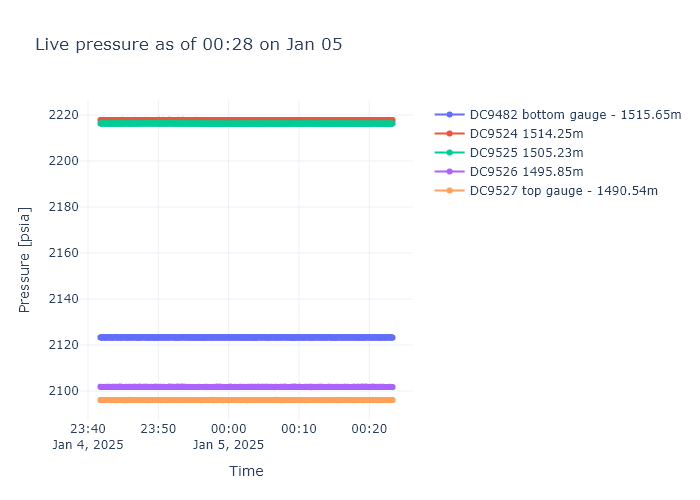 Live pressure as of 00:28 on Jan 05
Pressure [psia]
2220
2200
2180
2160
2140
2120
2100
23:40
Jan 4, 2025
23:50
00:00
Jan 5, 2025
00:10
00:20
Time
DC9482 bottom gauge - 1515.65m
DC9524 1514.25m
DC9525 1505.23m
DC9526 1495.85m
DC9527 top gauge - 1490.54m